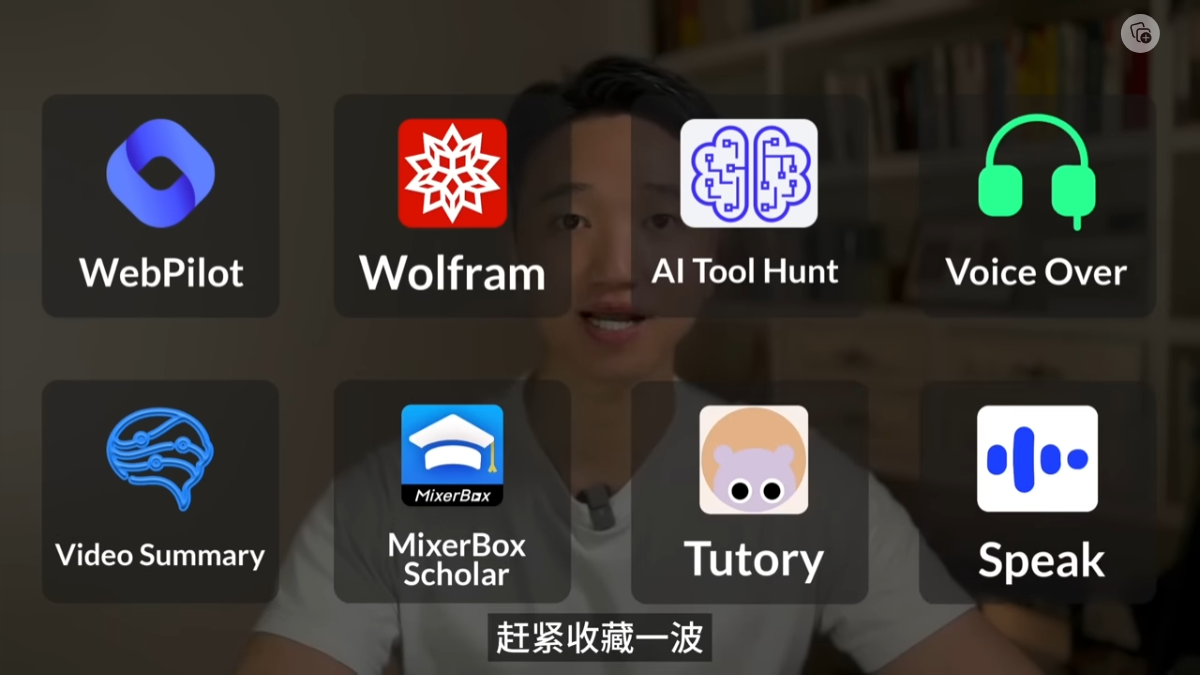 WebPilot
Wolfram
AI Tool Hunt
Voice Over
Video Summary
MixerBox
MixerBox
Scholar
Tutory
Speak
赶紧收藏一波